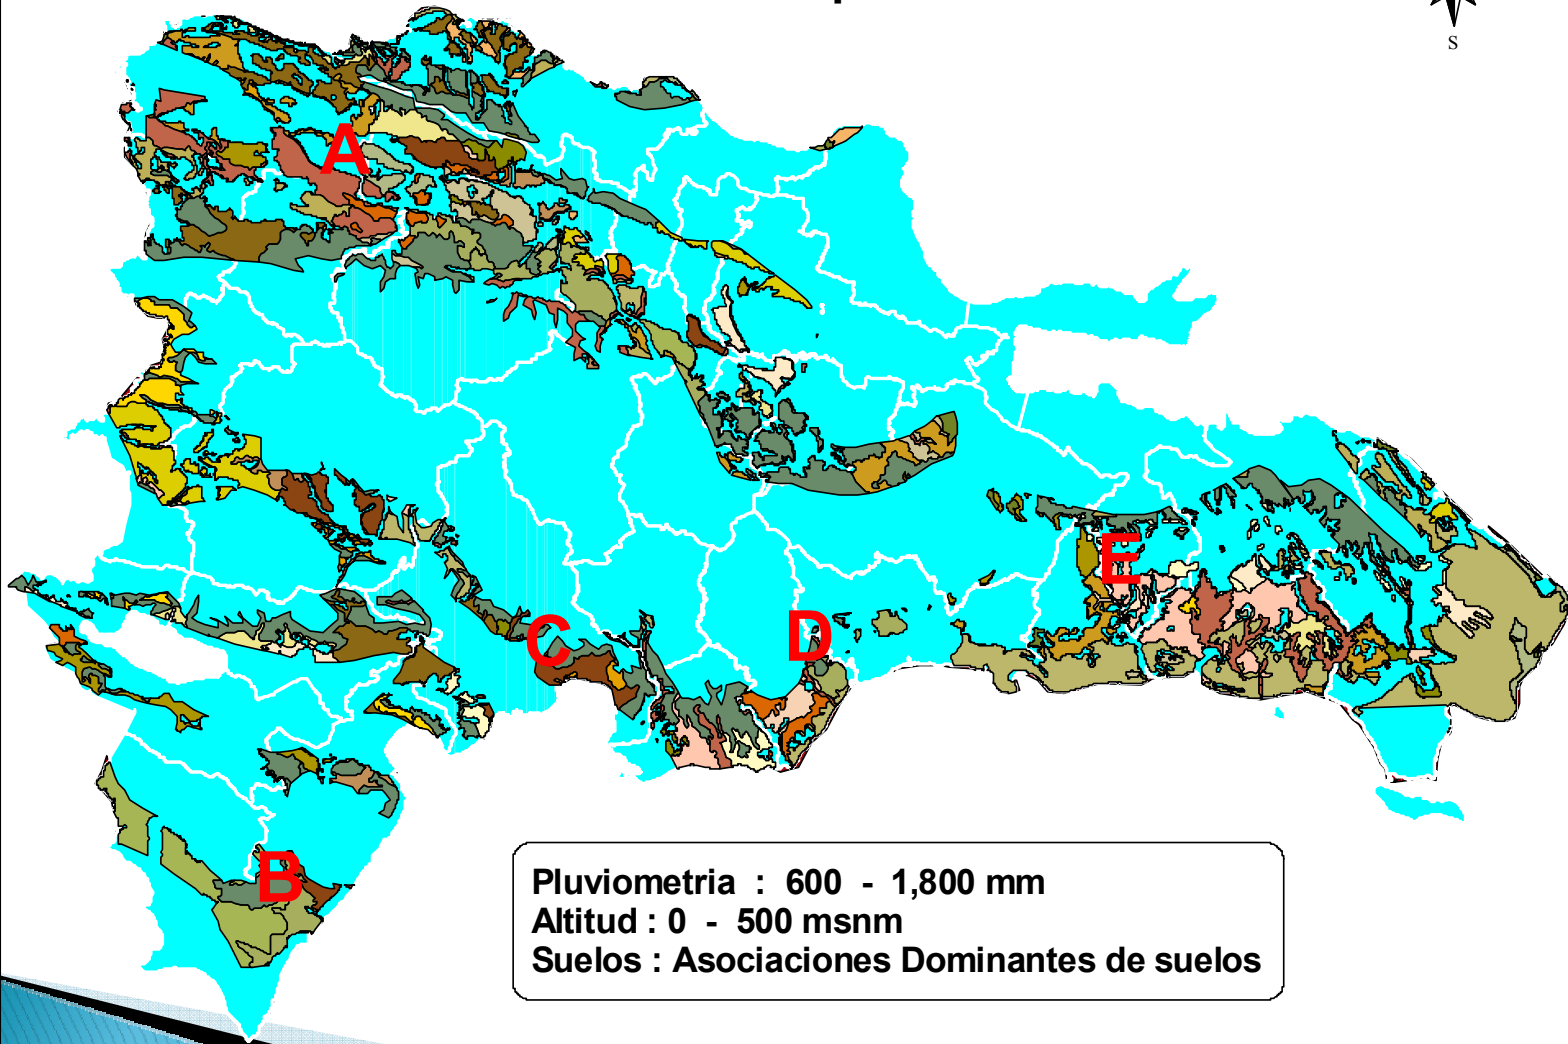 S
A
E
C
D
B
Pluviometria : 600 - 1,800 mm
Altitud : 0 - 500 msnm
Suelos : Asociaciones Dominantes de suelos